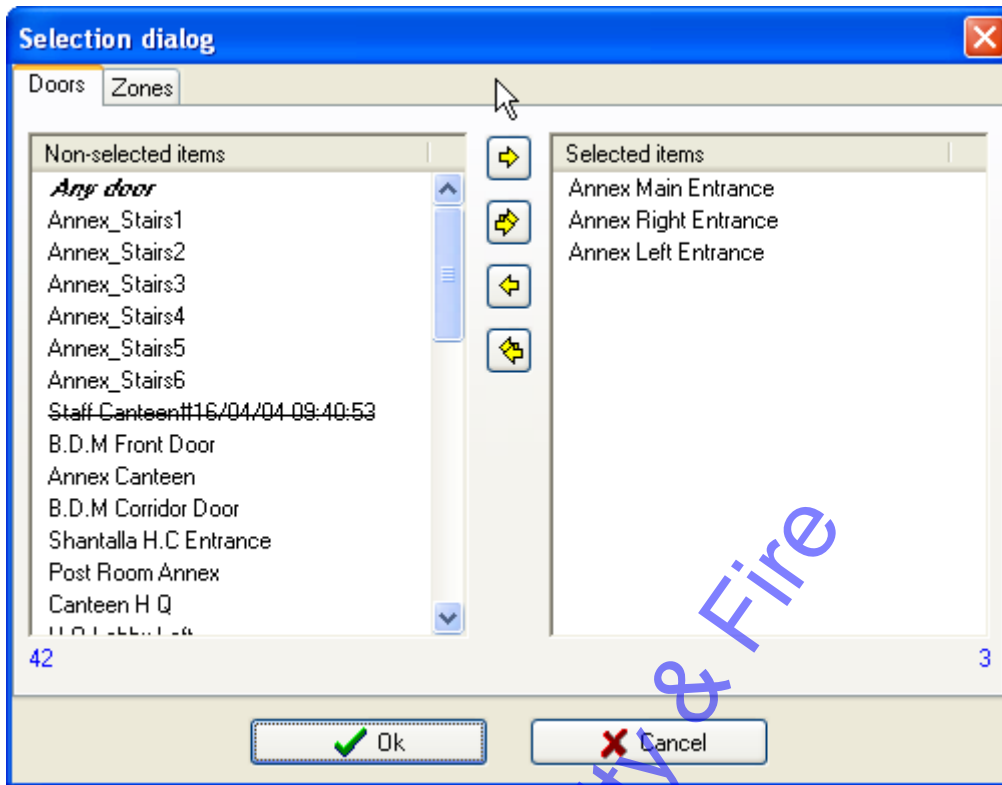 Selection dialog
Doors
Zones
Non-selected items
Any door
Annex_Stairs1
Annex_Stairs2
Annex_Stairs3
Annex_Stairs4
Annex_Stairs5
Annex_Stairs6
Staff Canteen#16/04/04 09:40:53
B.D.M Front Door
Annex Canteen
B.D.M Corridor Door
Shantalla H.C Entrance
Post Room Annex
Canteen H Q
H Q Lobby Left
42
Selected items
Annex Main Entrance
Annex Right Entrance
Annex Left Entrance
3
Ok
Cancel
& Fire